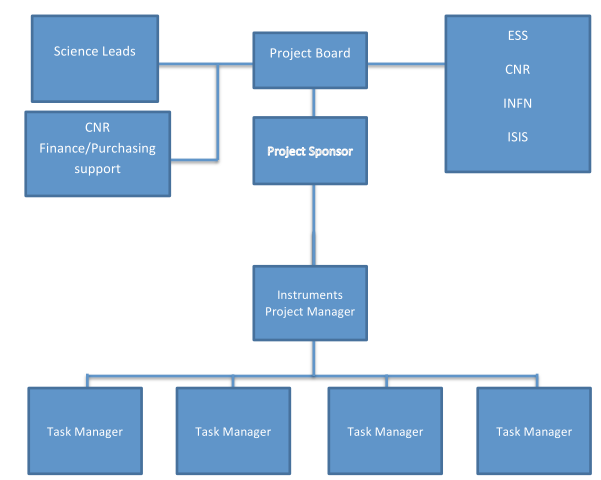 Science Leads
Project Board
ESS
CNR
INFN
ISIS
CNR
Finance/Purchasing
support
Project Sponsor
Instruments
Project Manager
Task Manager
Task Manager
Task Manager
Task Manager